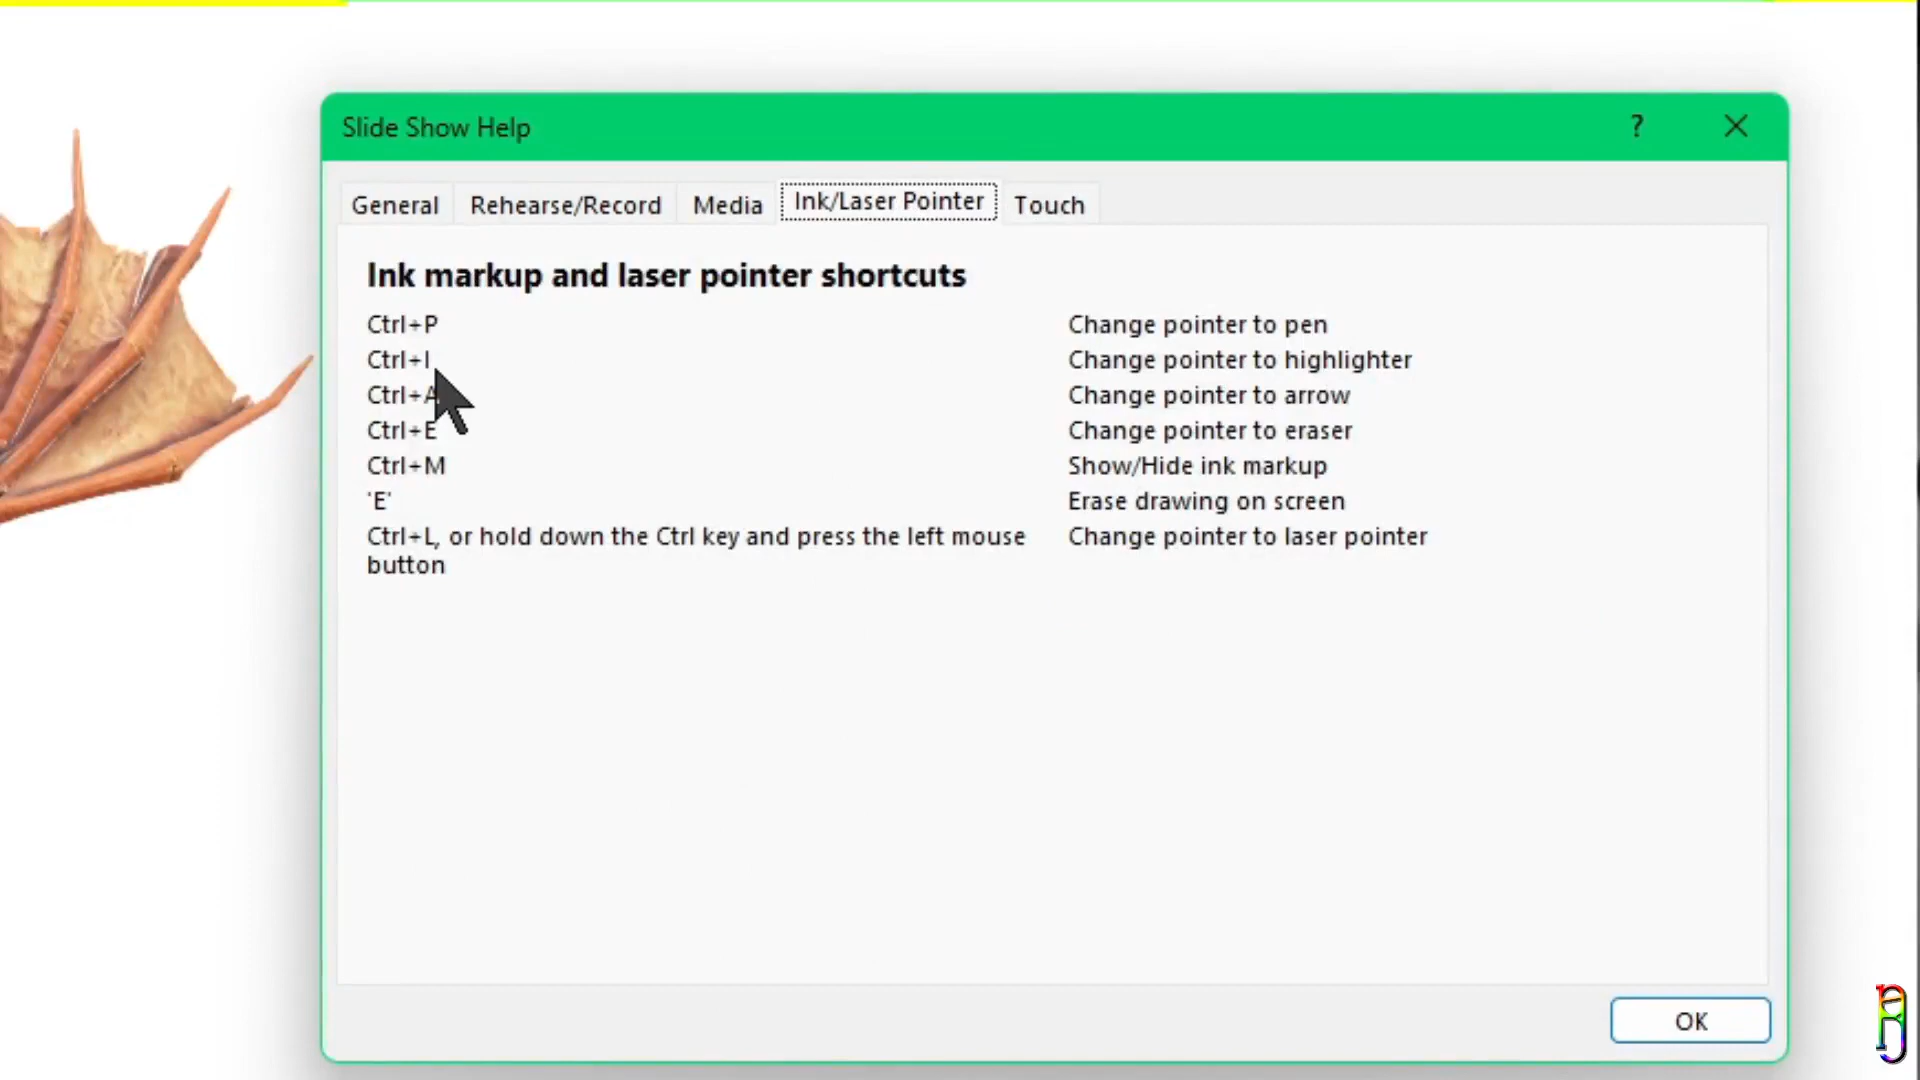 Slide Show Help ?
General Rehearse/Record Media Ink/Laser Pointer Touch
Ink markup and laser pointer shortcuts
Ctrl+P Change pointer to pen
Ctrl+I Change pointer to highlighter
Ctrl+A Change pointer to arrow
Ctrl+E Change pointer to eraser
Ctrl+M Show/Hide ink markup
'E' Erase drawing on screen
Ctrl+L, or hold down the Ctrl key and press the left mouse Change pointer to laser pointer
button
OK